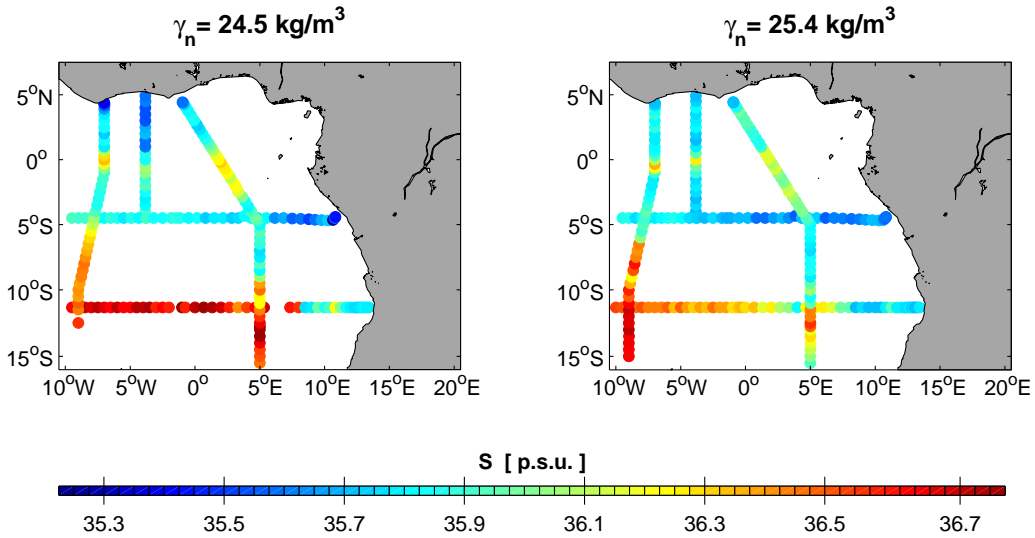 γn= 24.5 kg/m³
γn= 25.4 kg/m³
5°N
0°
5°S
10°S
15°S
10°W 5°W 0° 5°E 10°E 15°E 20°E
5°N
0°
5°S
10°S
15°S
10°W 5°W 0° 5°E 10°E 15°E 20°E
S [ p.s.u. ]
35.3 35.5 35.7 35.9 36.1 36.3 36.5 36.7